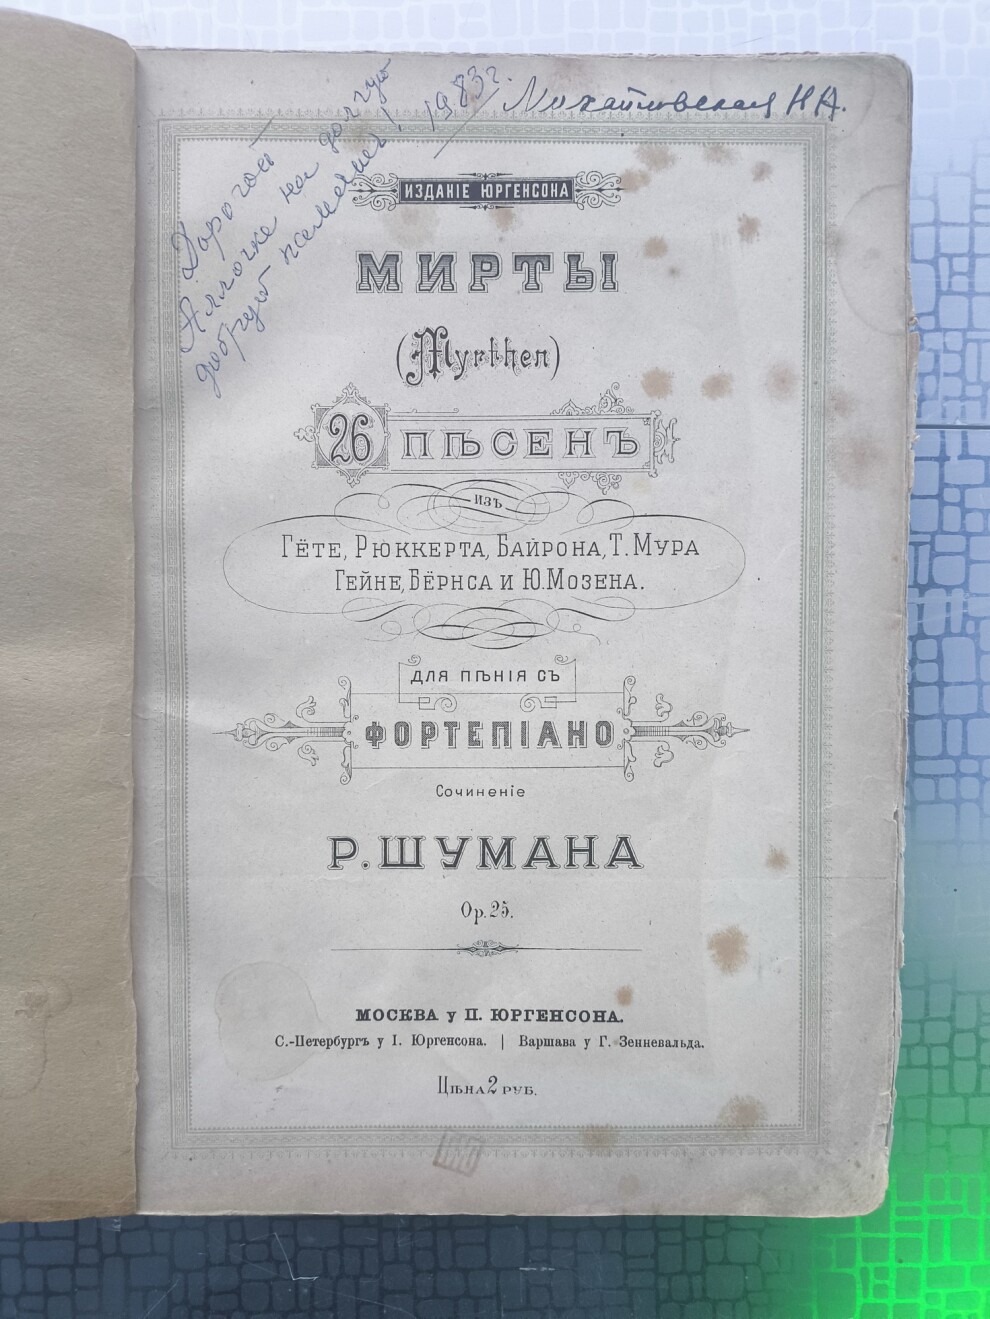 Михайловская Н А.
Дорогой
Аллочке на долгую
добрую память! 1983 г.
ИЗДАНІЕ ЮРГЕНСОНА
МИРТЫ
(Myrthen)
26 ПѢСЕНЪ
ИЗЪ
ГЁТЕ, РЮККЕРТА, БАЙРОНА, Т. МУРА
ГЕЙНЕ, БЁРНСА И Ю. МОЗЕНА.
ДЛЯ ПѢНІЯ СЪ
ФОРТЕПІАНО
Сочиненіе
Р. ШУМАНА
Op. 25.
МОСКВА у П. ЮРГЕНСОНА.
С.-Петербургъ у І. Юргенсона. | Варшава у Г. Зенневальда.
ЦѢНА 2 РУБ.